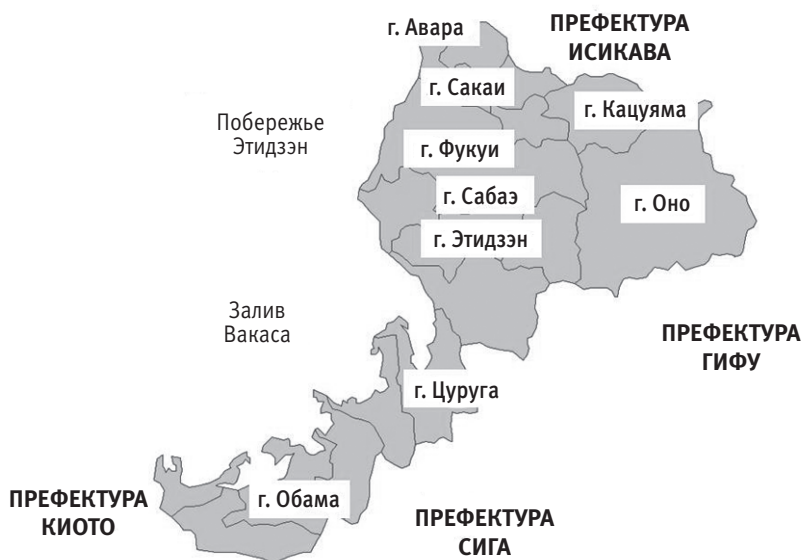 г. Авара
ПРЕФЕКТУРА
ИСИКАВА
г. Сакаи
г. Кацуяма
Побережье
Этидзэн
г. Фукуи
г. Сабаэ
г. Оно
г. Этидзэн
Залив
Вакаса
ПРЕФЕКТУРА
ГИФУ
г. Цуруга
ПРЕФЕКТУРА
КИОТО
г. Обама
ПРЕФЕКТУРА
СИГА